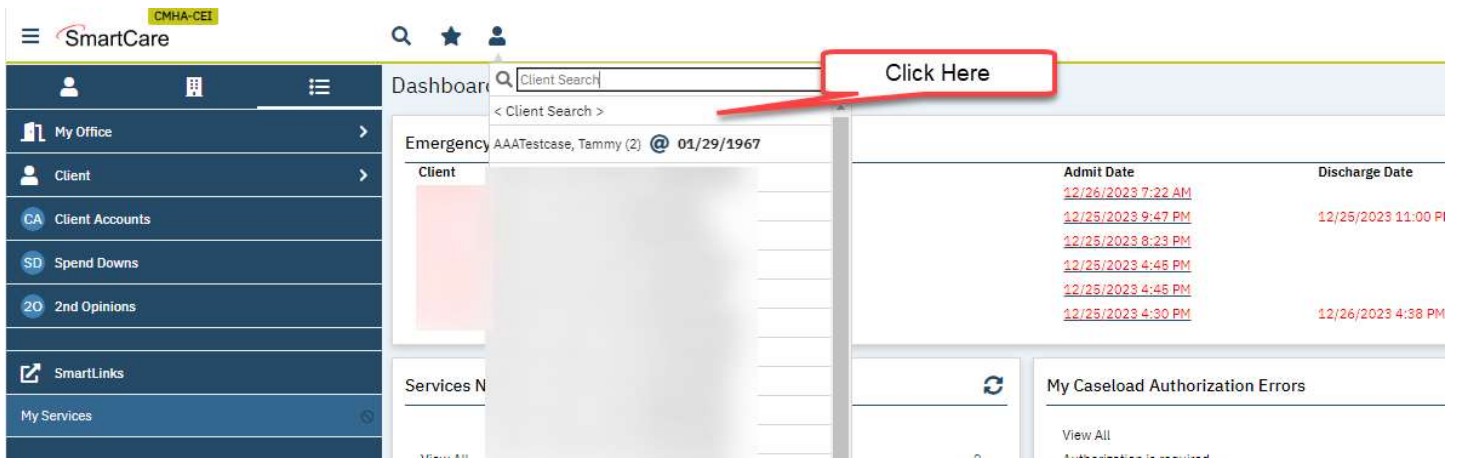 CMHA-CEI
SmartCare
Click Here
Client Search
< Client Search >
AAATestcase, Tammy (2) @ 01/29/1967
Dashboar
My Office
Client
CA Client Accounts
SD Spend Downs
2O 2nd Opinions
SmartLinks
My Services
Emergency
Client
Admit Date
Discharge Date
12/26/2023 7:22 AM
12/25/2023 9:47 PM
12/25/2023 11:00 P
12/25/2023 8:23 PM
12/25/2023 4:45 PM
12/25/2023 4:45 PM
12/25/2023 4:30 PM
12/26/2023 4:38 PM
Services N
My Caseload Authorization Errors
View All
View All
Authorization is required